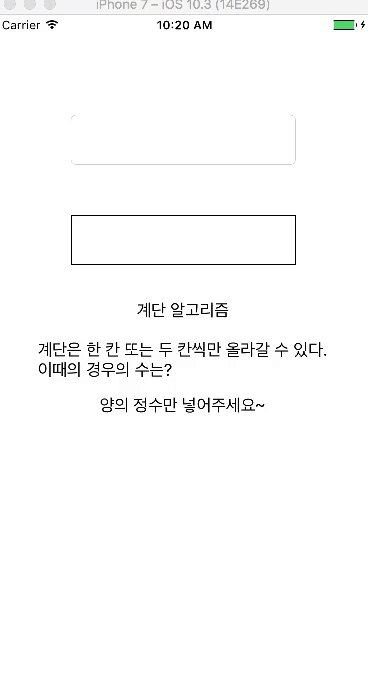 iPhone 7 – iOS 10.3 (14E269)
Carrier 10:20 AM
계단 알고리즘
계단은 한 칸 또는 두 칸씩만 올라갈 수 있다.
이때의 경우의 수는?
양의 정수만 넣어주세요~